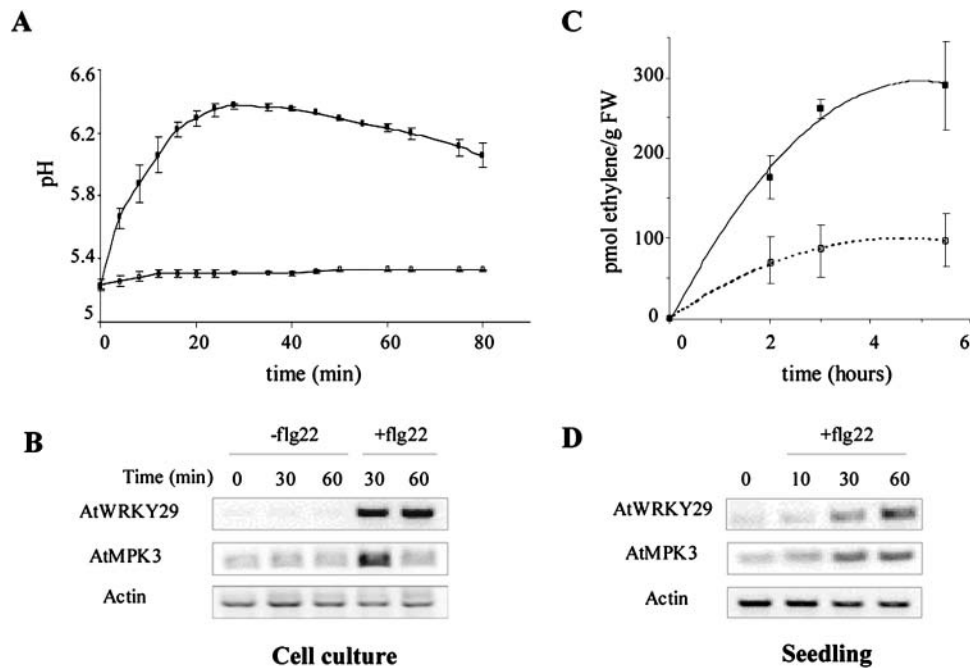 A
pH
6.6
6.2
5.8
5.4
5
0 20 40 60 80
time (min)
C
pmol ethylene/g FW
300
200
100
0
0 2 4 6
time (hours)
B
-flg22 +flg22
Time (min) 0 30 60 30 60
AtWRKY29
AtMPK3
Actin
Cell culture
D
+flg22
0 10 30 60
AtWRKY29
AtMPK3
Actin
Seedling